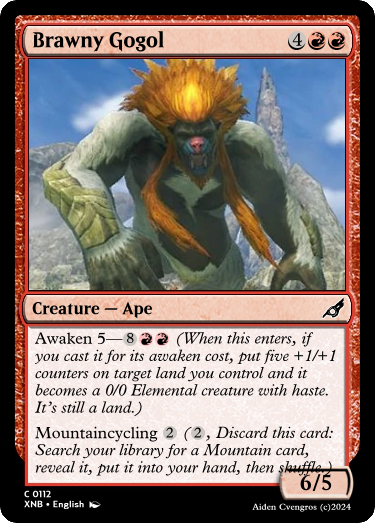 Brawny Gogol 4
Creature — Ape
Awaken 5—8 (When this enters, if
you cast it for its awaken cost, put five +1/+1
counters on target land you control and it
becomes a 0/0 Elemental creature with haste.
It's still a land.)
Mountaincycling 2 (2, Discard this card:
Search your library for a Mountain card,
reveal it, put it into your hand, then shuffle.)
6/5
C 0112
XNB • English
Aiden Cvengros (c)2024